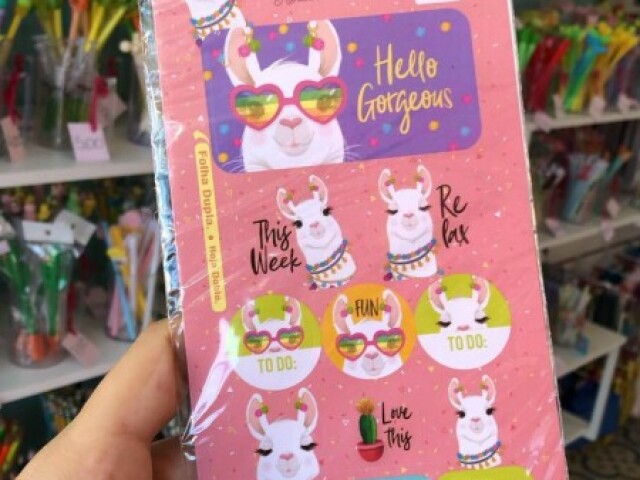 Hello
Gorgeous
Folha Dupla. • Hoja Doble.
This
Week
Re
lax
FUN
TO DO:
TO DO:
Love
this